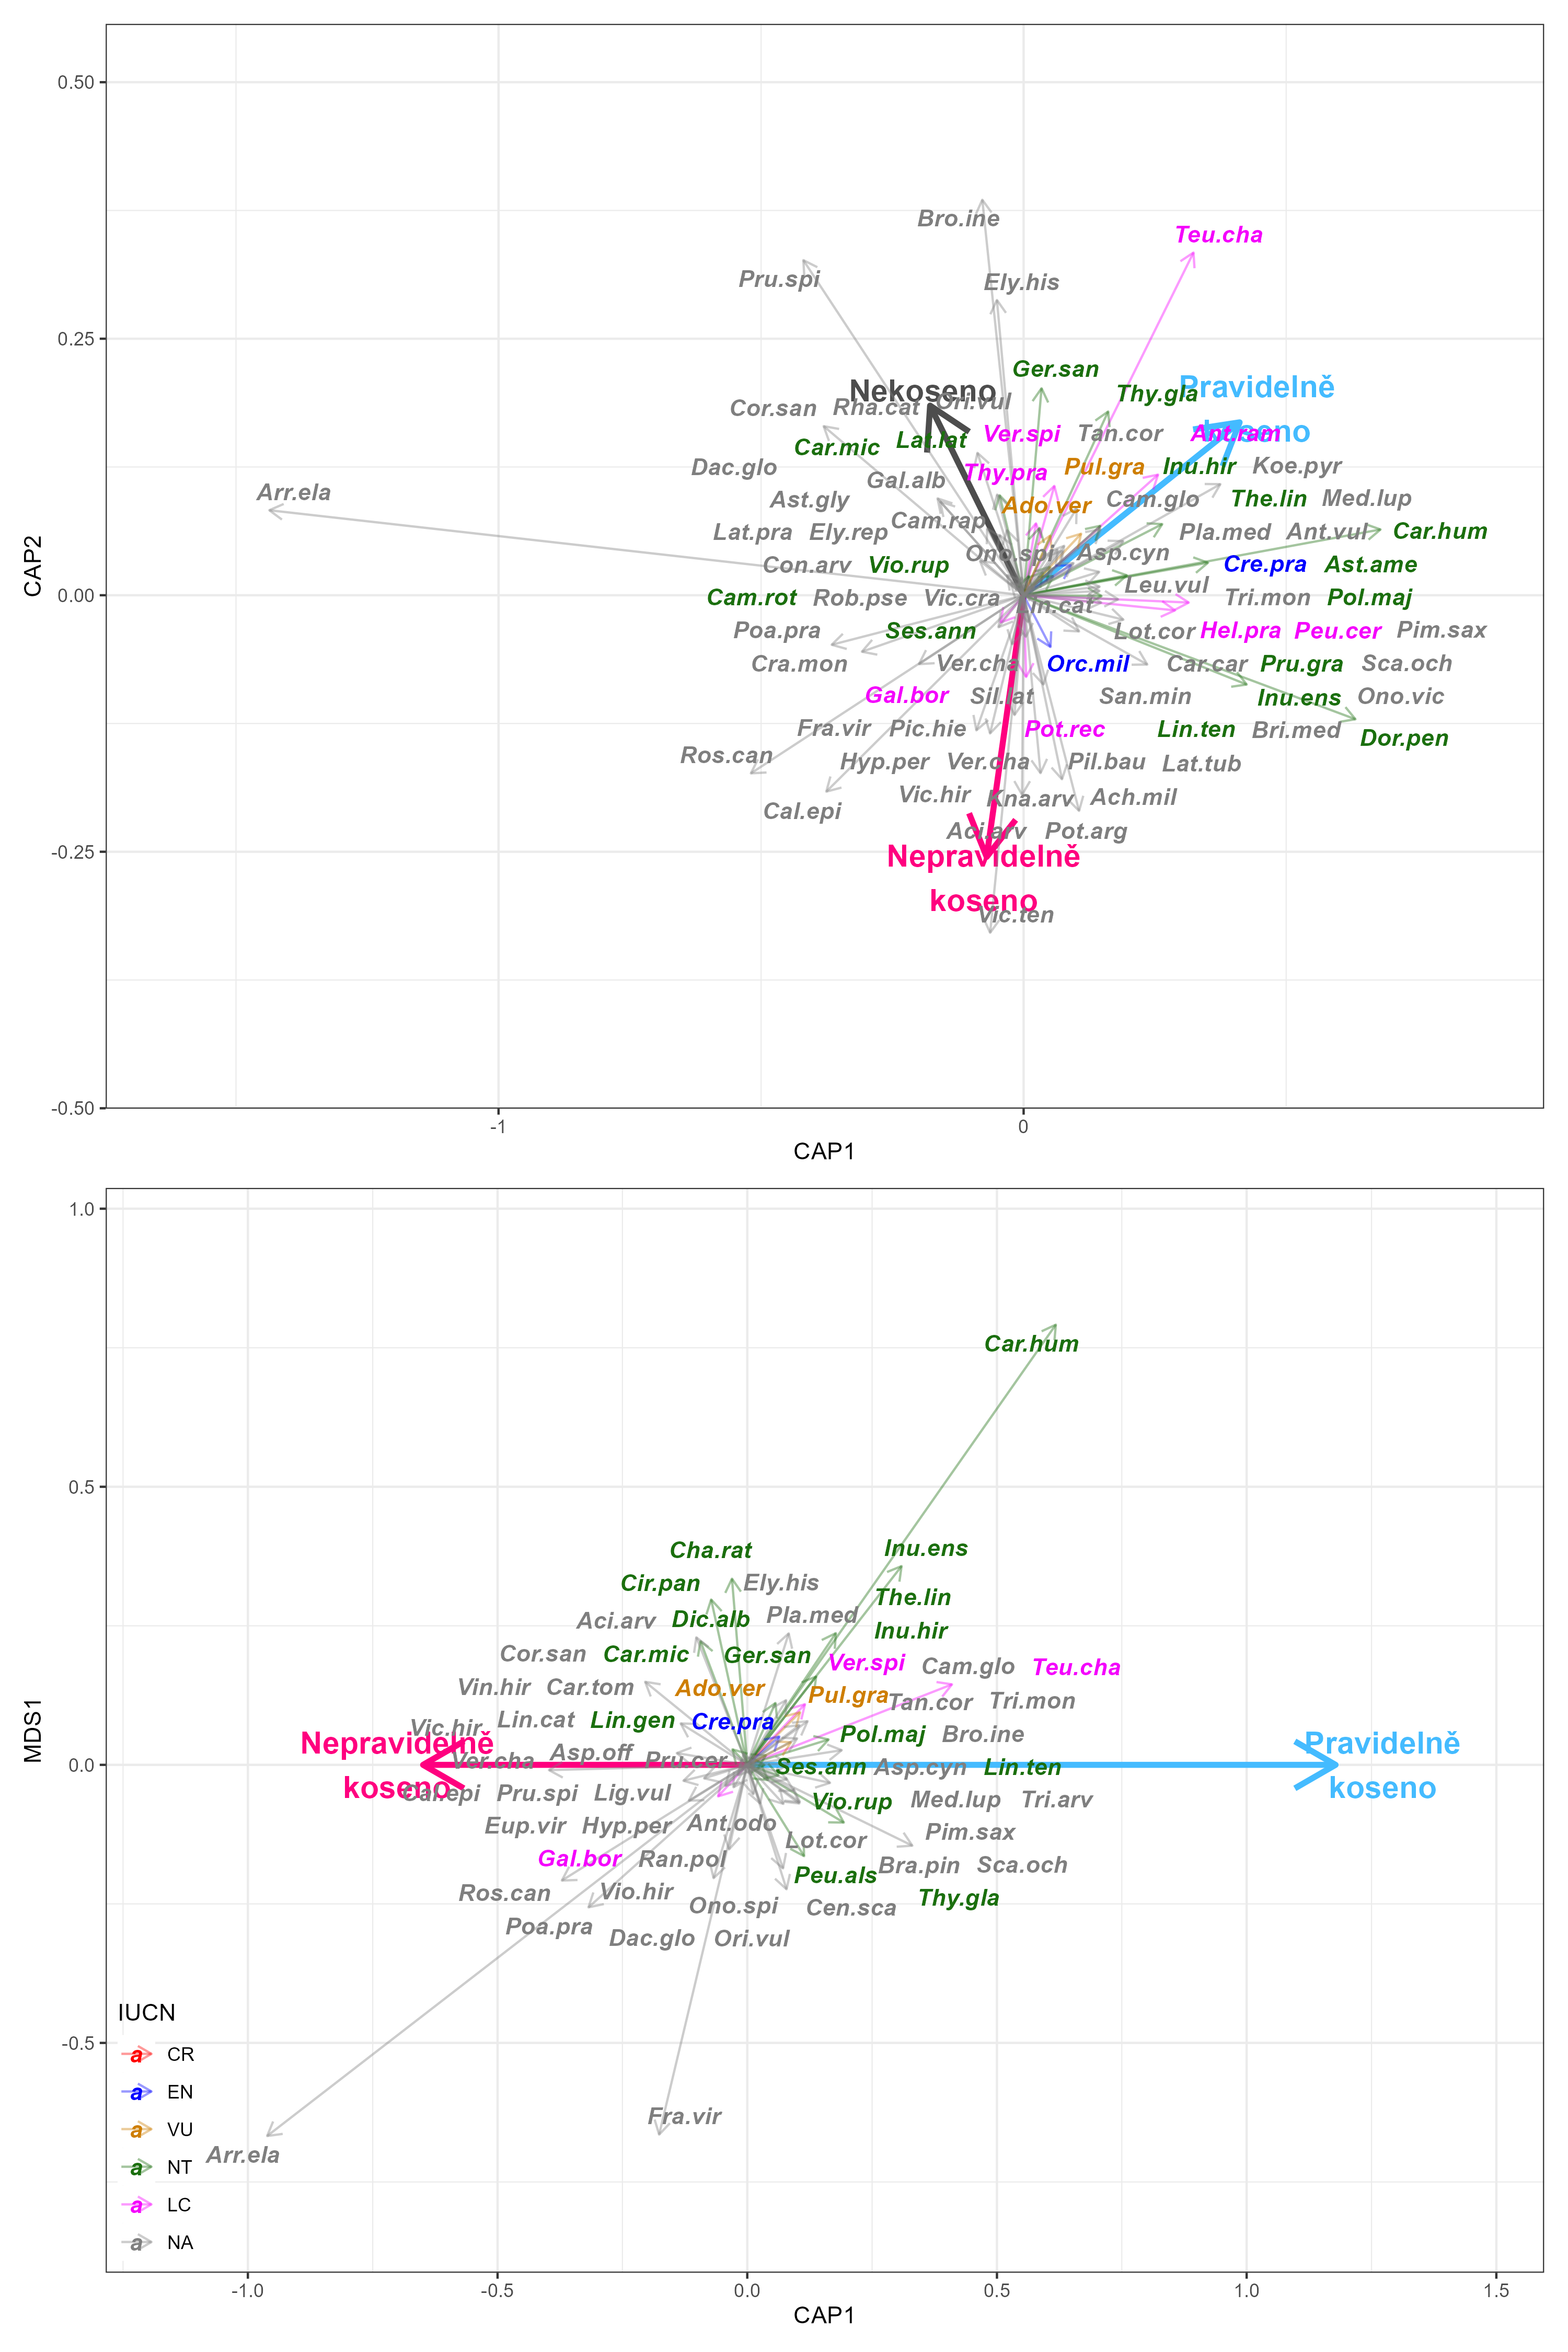 0.50
Bro.ine
Teu.cha
Pru.spi
Ely.his
0.25
Ger.san
Nekoseno
Pravidelně
koseno
Thy.gla
Cor.san
Rha.cat
Ori.vul
Car.mic
Lat.lat
Ver.spi
Tan.cor
Ant.ram
Dac.glo
Gal.alb
Thy.pra
Pul.gra
Inu.hir
Koe.pyr
Arr.ela
Ast.gly
Cam.rap
Ado.ver
Cam.glo
The.lin
Med.lup
Lat.pra
Ely.rep
Pla.med
Ant.vul
Car.hum
CAP2
Con.arv
Vio.rup
Ono.spi
Asp.cyn
Cre.pra
Ast.ame
0.00
Cam.rot
Rob.pse
Vic.cra
Lin.cat
Leu.vul
Tri.mon
Pol.maj
Poa.pra
Ses.ann
Lot.cor
Hel.pra
Peu.cer
Pim.sax
Cra.mon
Ver.cha
Orc.mil
Car.car
Pru.gra
Sca.och
Gal.bor
Sil.lat
San.min
Inu.ens
Ono.vic
Fra.vir
Pic.hie
Pot.rec
Lin.ten
Bri.med
Dor.pen
Ros.can
Hyp.per
Ver.cha
Pil.bau
Lat.tub
Cal.epi
Vic.hir
Kna.arv
Ach.mil
Aci.arv
Pot.arg
-0.25
Nepravidelně
koseno
Vic.ten
-0.50
-1
0
CAP1
1.0
Car.hum
0.5
Cha.rat
Inu.ens
Cir.pan
Ely.his
The.lin
Aci.arv
Dic.alb
Pla.med
Inu.hir
Cor.san
Car.mic
Ger.san
Ver.spi
Cam.glo
Teu.cha
Vin.hir
Car.tom
Ado.ver
Pul.gra
Tan.cor
Tri.mon
MDS1
Vic.hir
Lin.cat
Lin.gen
Cre.pra
Pol.maj
Bro.ine
Nepravidelně
koseno
Pravidelně
koseno
0.0
Ver.cha
Asp.off
Pru.cer
Ses.ann
Asp.cyn
Lin.ten
Cal.epi
Pru.spi
Lig.vul
Vio.rup
Med.lup
Tri.arv
Eup.vir
Hyp.per
Ant.odo
Lot.cor
Pim.sax
Gal.bor
Ran.pol
Peu.als
Bra.pin
Sca.och
Ros.can
Vio.hir
Ono.spi
Cen.sca
Thy.gla
Poa.pra
Dac.glo
Ori.vul
-0.5
Fra.vir
Arr.ela
IUCN
a CR
a EN
a VU
a NT
a LC
a NA
-1.0
-0.5
0.0
0.5
1.0
1.5
CAP1